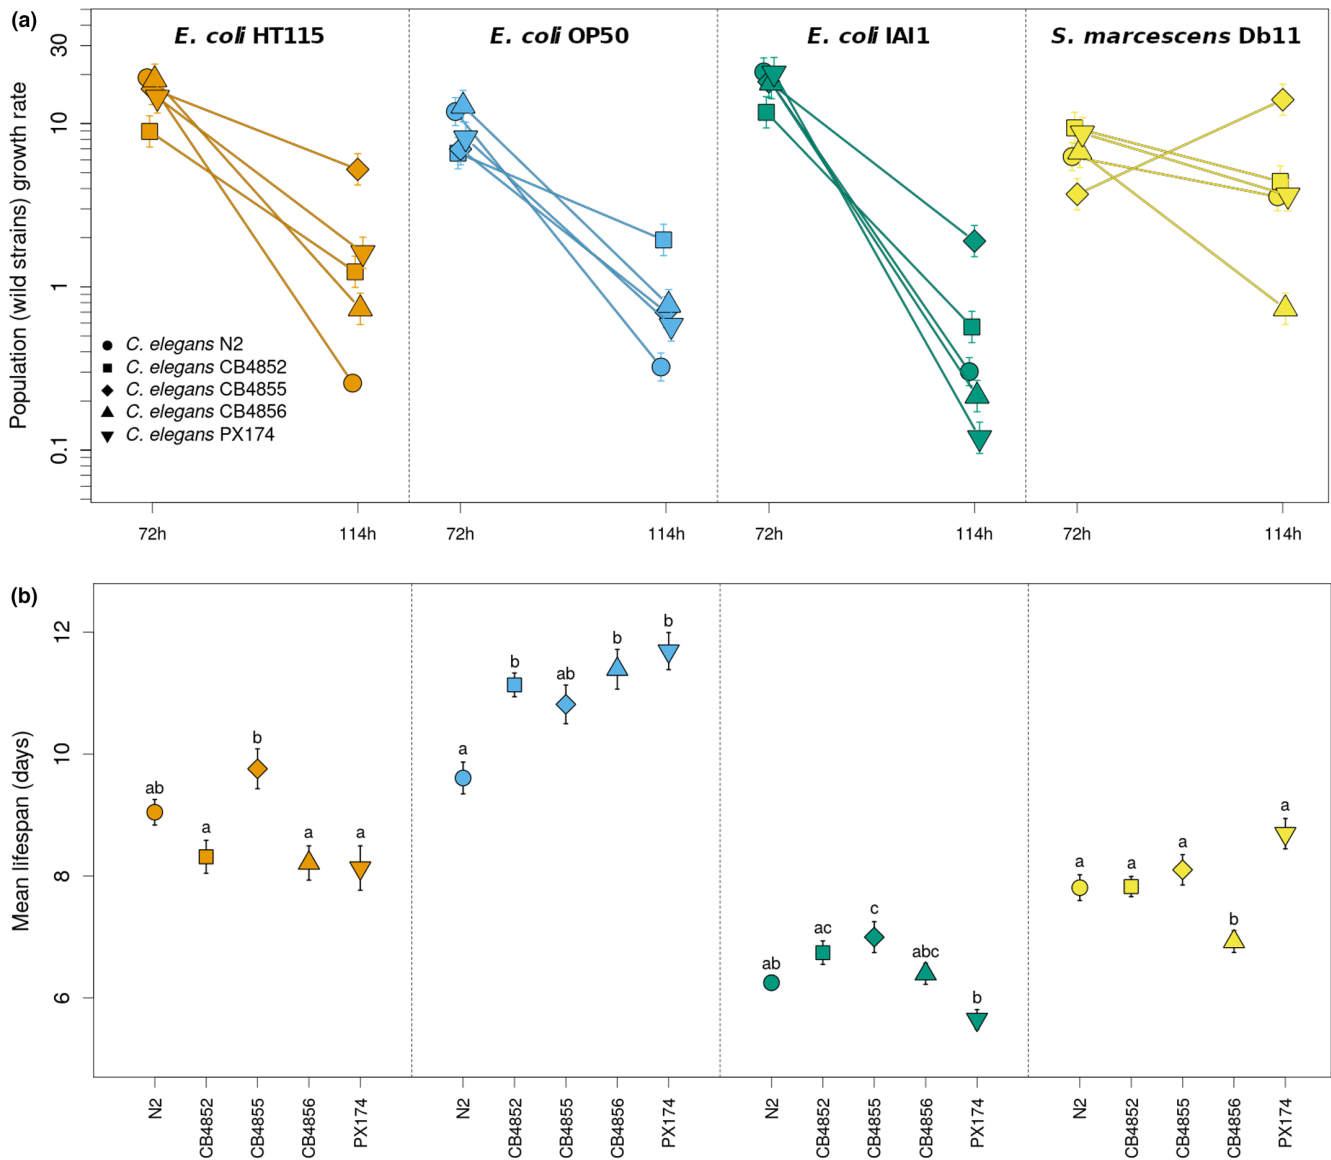 (a)
E. coli HT115
E. coli OP50
E. coli IAI1
S. marcescens Db11
Population (wild strains) growth rate
30
10
1
0.1
C. elegans N2
C. elegans CB4852
C. elegans CB4855
C. elegans CB4856
C. elegans PX174
72h
114h
72h
114h
72h
114h
72h
114h
(b)
Mean lifespan (days)
12
10
8
6
ab
a
b
a
a
a
b
ab
b
b
ab
ac
c
abc
b
a
a
a
b
a
N2
CB4852
CB4855
CB4856
PX174
N2
CB4852
CB4855
CB4856
PX174
N2
CB4852
CB4855
CB4856
PX174
N2
CB4852
CB4855
CB4856
PX174